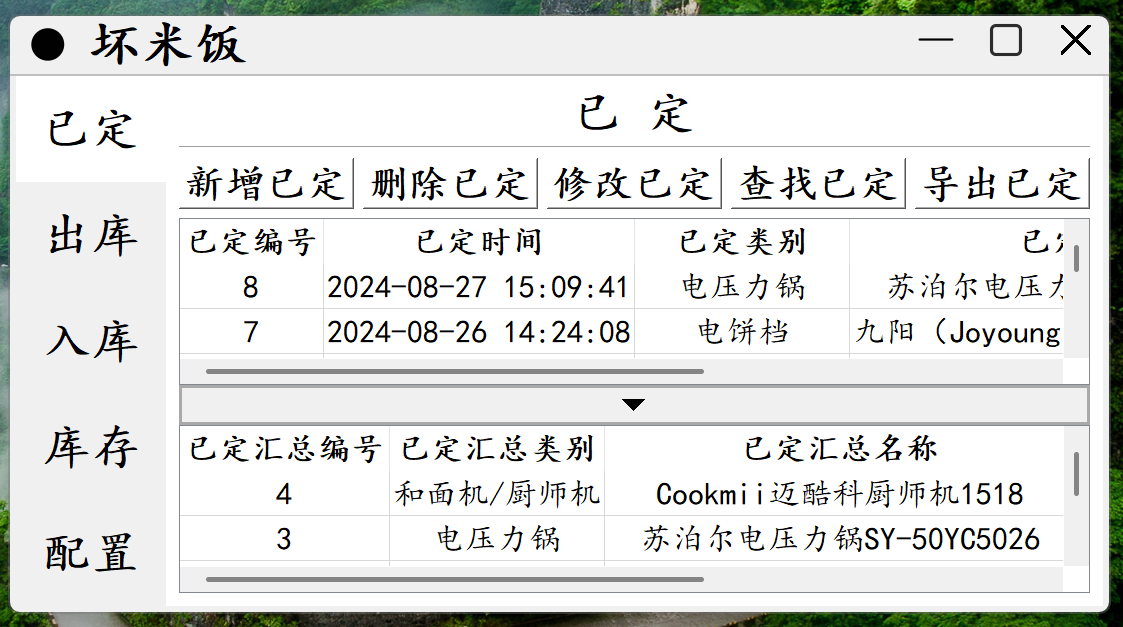 坏米饭
已定
出库
入库
库存
配置
已 定
新增已定 删除已定 修改已定 查找已定 导出已定
已定编号 已定时间 已定类别 已定
8 2024-08-27 15:09:41 电压力锅 苏泊尔电压力
7 2024-08-26 14:24:08 电饼档 九阳（Joyoung
已定汇总编号 已定汇总类别 已定汇总名称
4 和面机/厨师机 Cookmii迈酷科厨师机1518
3 电压力锅 苏泊尔电压力锅SY-50YC5026